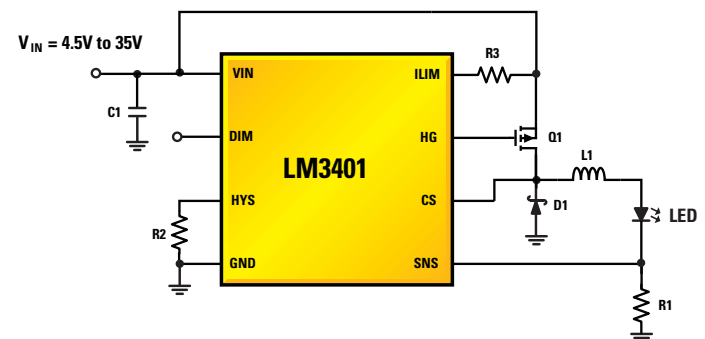 V IN = 4.5V to 35V
C1
R2
VIN
DIM
HYS
GND
LM3401
ILIM
HG
CS
SNS
R3
Q1
L1
D1
LED
R1